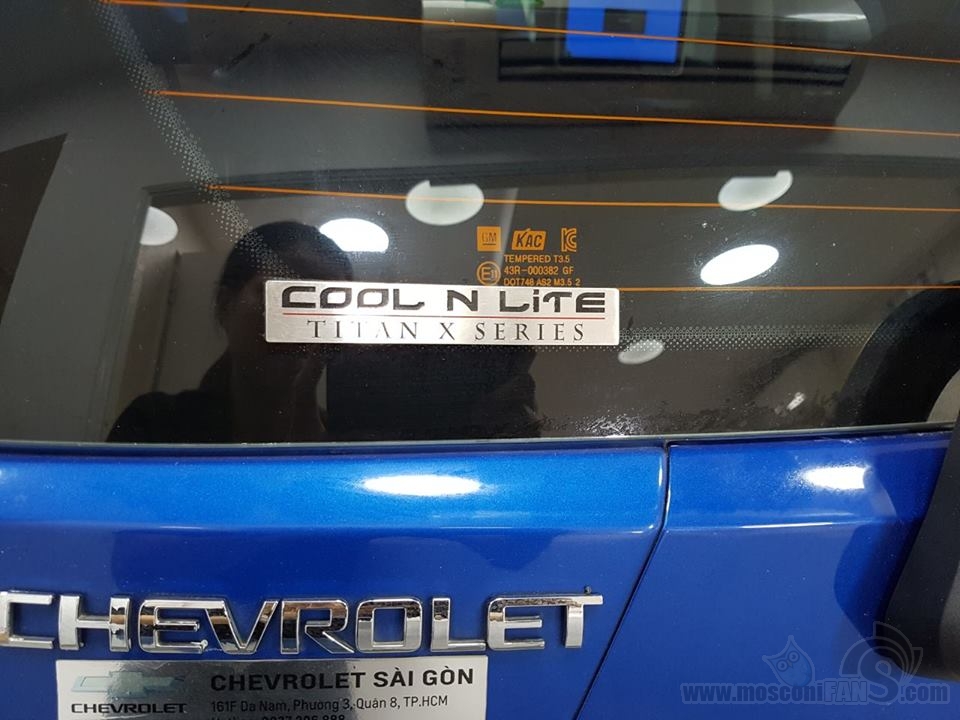 GM KAC
TEMPERED T3.5
E11 43R-000382 GF
DOT748 AS2 M3.5 2
COOL N LiTE
TITAN X SERIES
CHEVROLET
CHEVROLET SÀI GÒN
161F Dạ Nam, Phường 3, Quận 8, TP.HCM
CHEVROLET
www.mosconiFANS.com